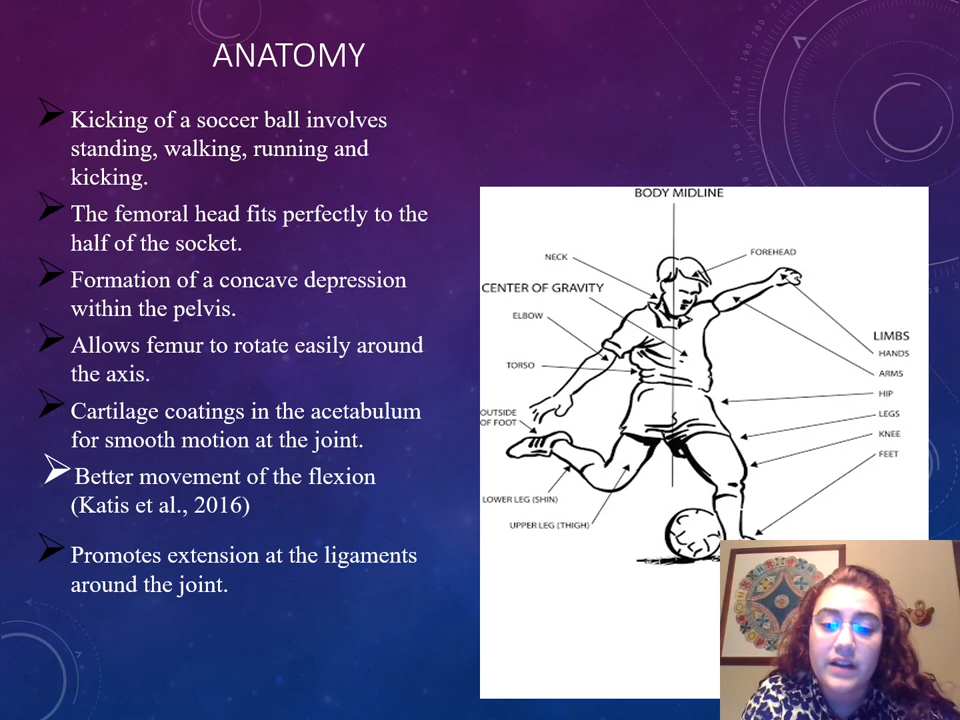 ANATOMY
Kicking of a soccer ball involves
standing, walking, running and
kicking.
The femoral head fits perfectly to the
half of the socket.
Formation of a concave depression
within the pelvis.
Allows femur to rotate easily around
the axis.
Cartilage coatings in the acetabulum
for smooth motion at the joint.
Better movement of the flexion
(Katis et al., 2016)
Promotes extension at the ligaments
around the joint.
BODY MIDLINE
NECK
FOREHEAD
CENTER OF GRAVITY
ELBOW
TORSO
OUTSIDE
OF FOOT
LOWER LEG (SHIN)
UPPER LEG (THIGH)
LIMBS
HANDS
ARMS
HIP
LEGS
KNEE
FEET